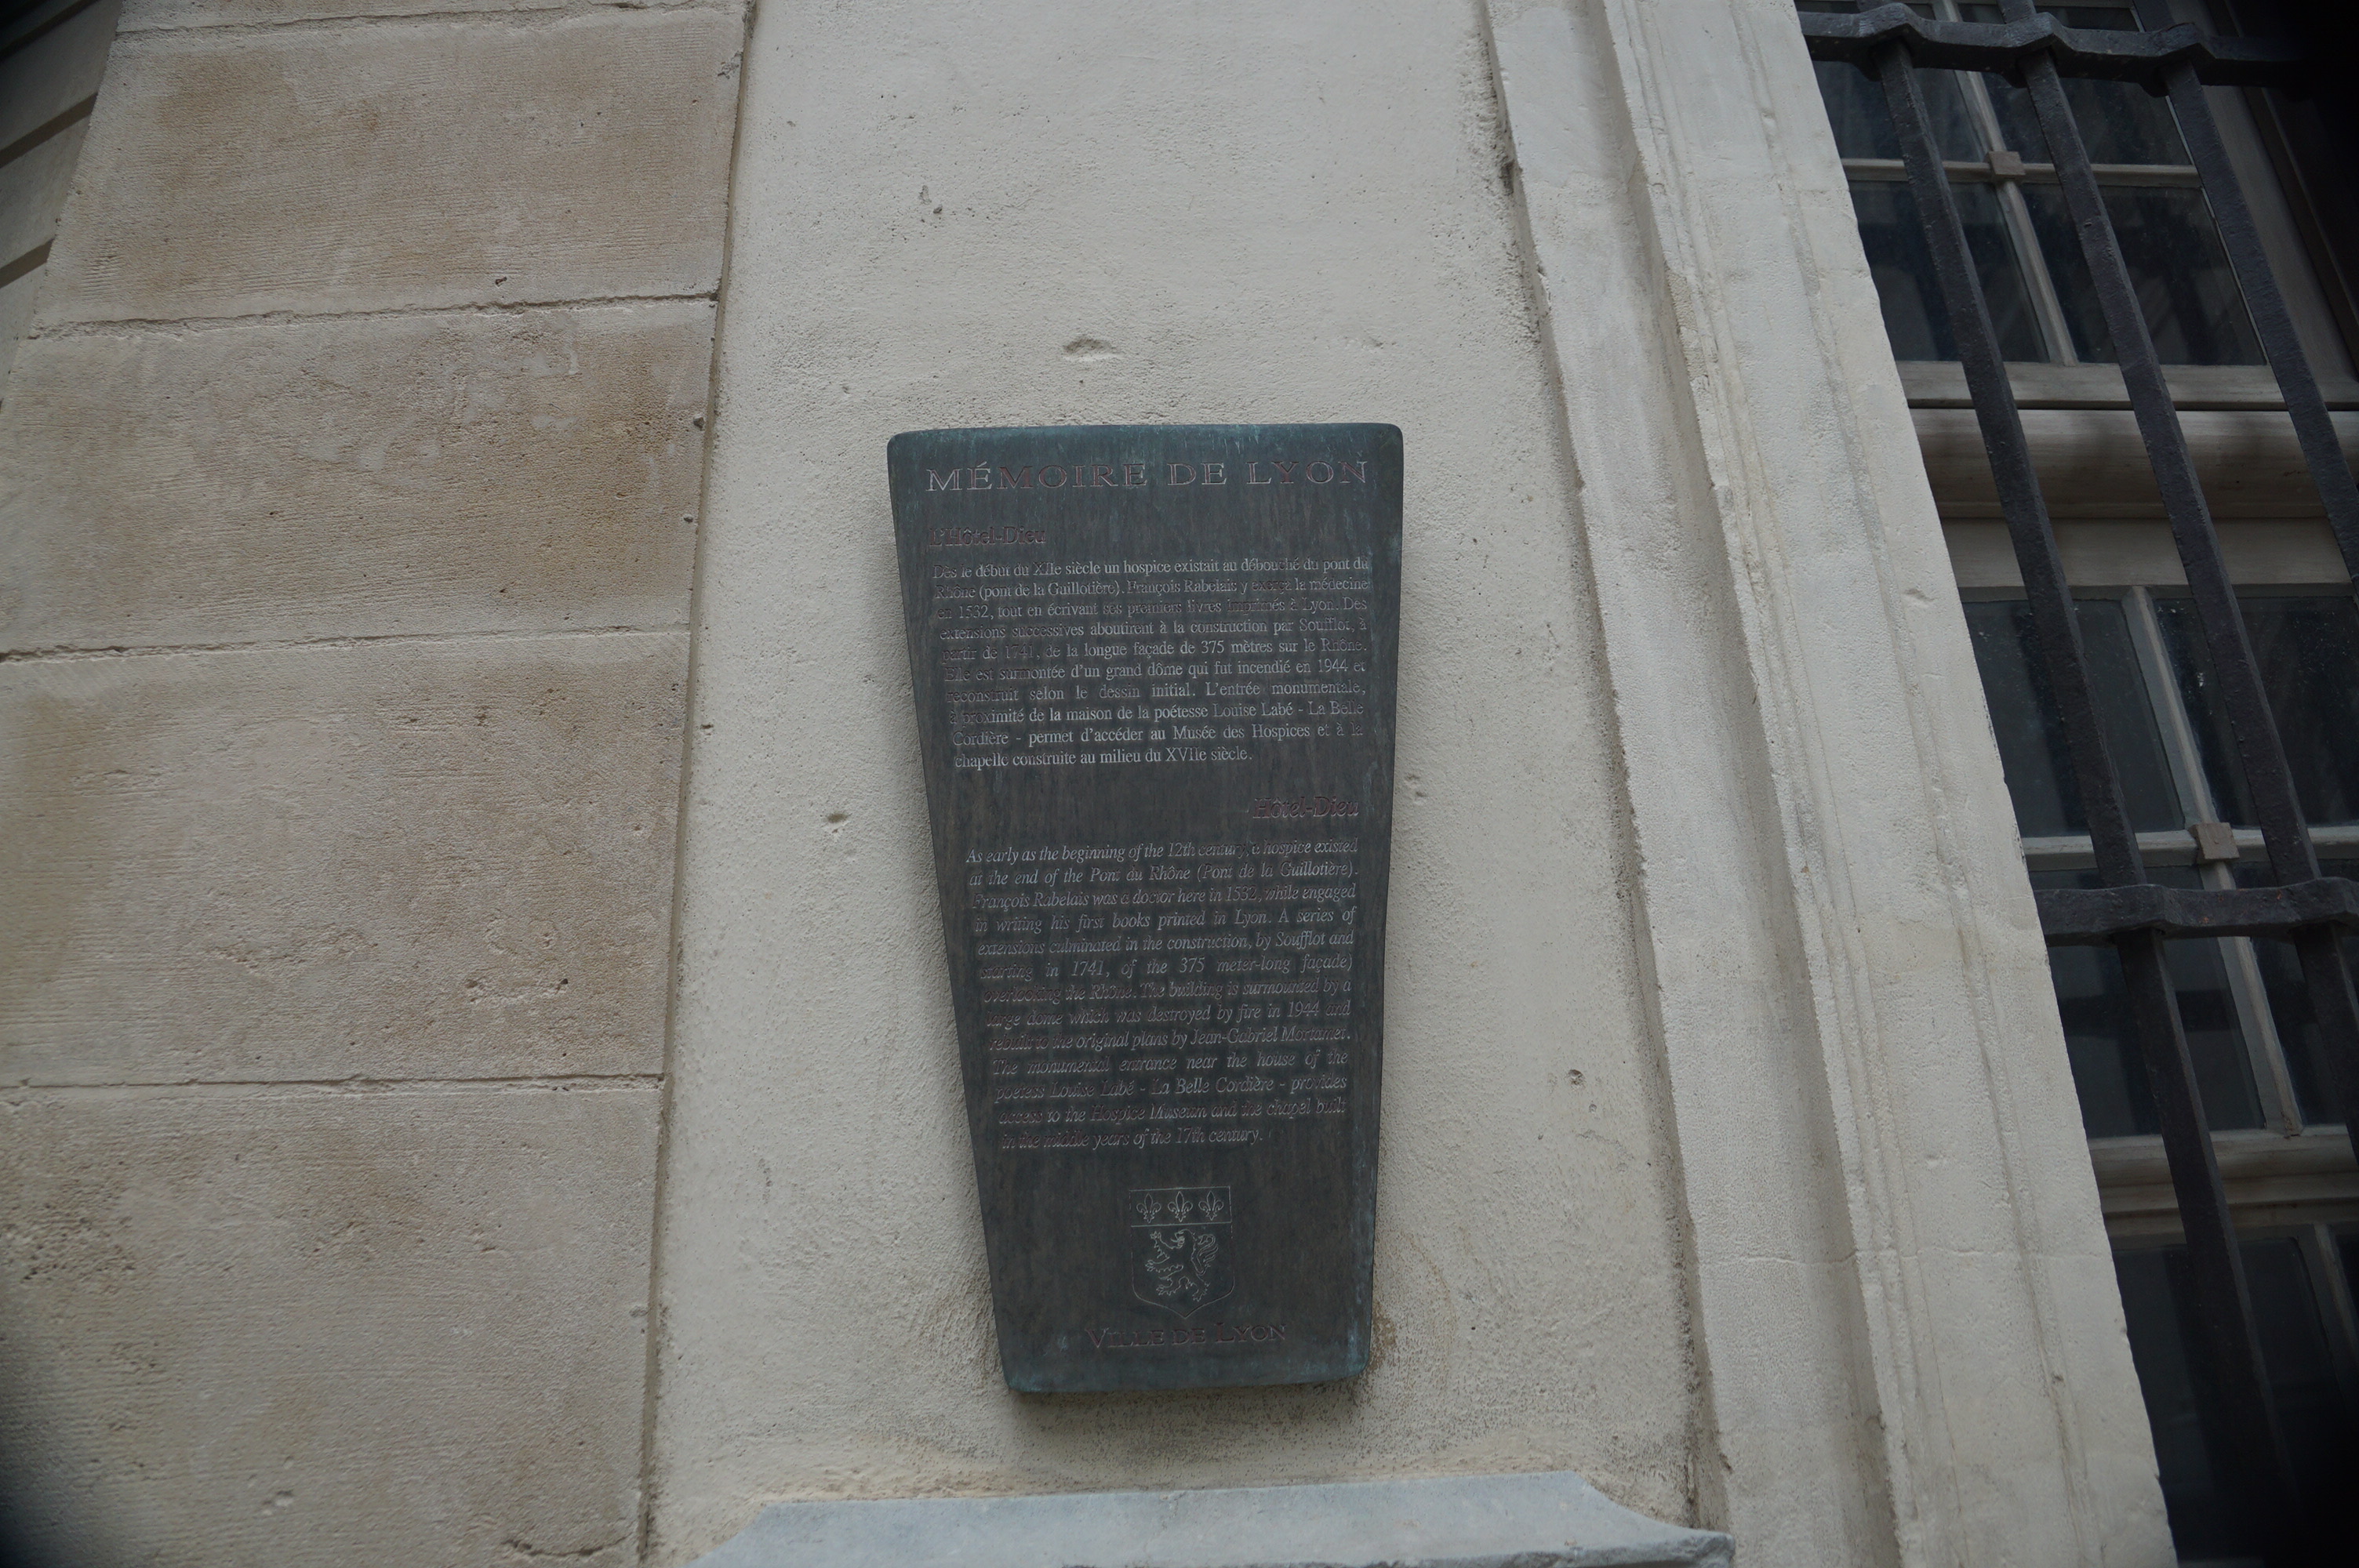 MÉMOIRE DE LYON
L'Hôtel-Dieu
Dès le début du XIIe siècle un hospice existait au débouché du pont du
Rhône (pont de la Guillotière). François Rabelais y exerça la médecine
en 1532, tout en écrivant ses premiers livres imprimés à Lyon. Des
extensions successives aboutirent à la construction par Soufflot, à
partir de 1741, de la longue façade de 375 mètres sur le Rhône.
Elle est surmontée d'un grand dôme qui fut incendié en 1944 et
reconstruit selon le dessin initial. L'entrée monumentale,
à proximité de la maison de la poétesse Louise Labé - La Belle
Cordière - permet d'accéder au Musée des Hospices et à la
chapelle construite au milieu du XVIIe siècle.
Hôtel-Dieu
As early as the beginning of the 12th century, a hospice existed
at the end of the Pont du Rhône (Pont de la Guillotière).
François Rabelais was a doctor here in 1532, while engaged
in writing his first books printed in Lyon. A series of
extensions culminated in the construction, by Soufflot and
starting in 1741, of the 375 meter-long façade)
overlooking the Rhône. The building is surmounted by a
large dome which was destroyed by fire in 1944 and
rebuilt to the original plans by Jean-Gabriel Mortamet.
The monumental entrance near the house of the
poetess Louise Labé - La Belle Cordière - provides
access to the Hospice Museum and the chapel built
in the middle years of the 17th century.
VILLE DE LYON